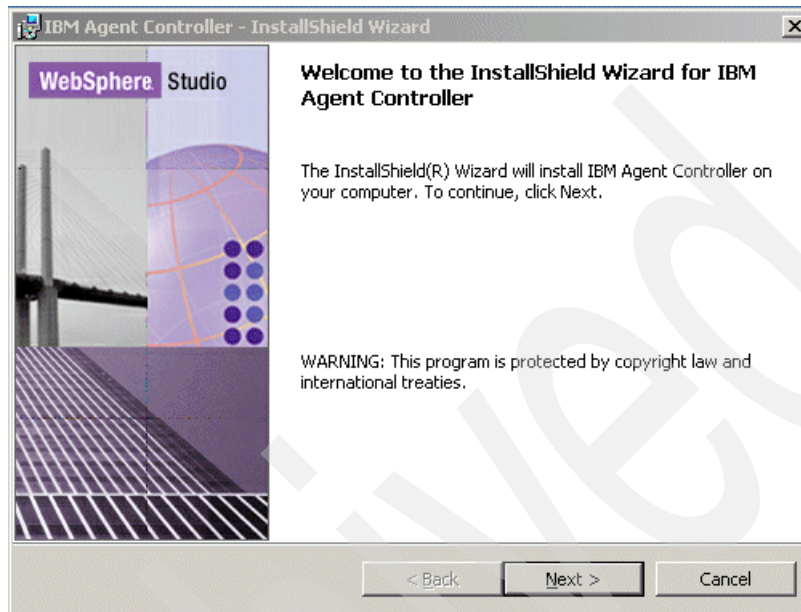 IBM Agent Controller - InstallShield Wizard
WebSphere Studio
Welcome to the InstallShield Wizard for IBM
Agent Controller
The InstallShield(R) Wizard will install IBM Agent Controller on
your computer. To continue, click Next.
WARNING: This program is protected by copyright law and
international treaties.
< Back
Next >
Cancel